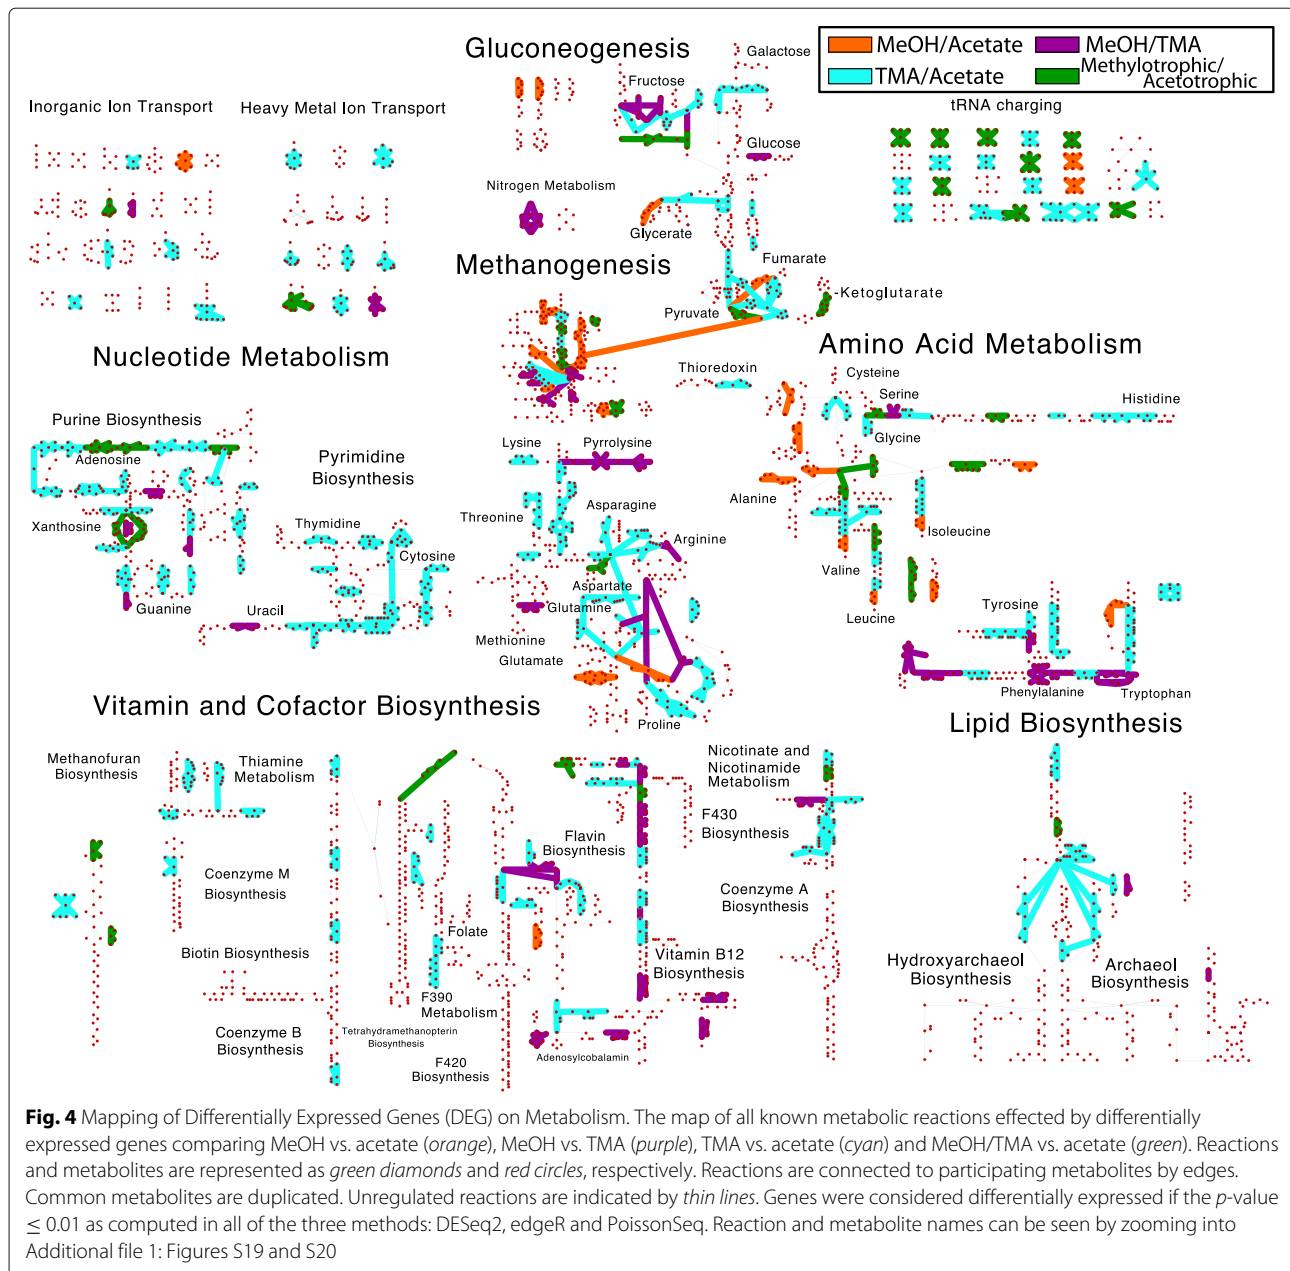 Gluconeogenesis
Galactose
Fructose
Glucose
MeOH/Acetate
MeOH/TMA
TMA/Acetate
Methylotrophic/
Acetotrophic
Inorganic Ion Transport
Heavy Metal Ion Transport
tRNA charging
Nitrogen Metabolism
Glycerate
Methanogenesis
Fumarate
Pyruvate
-Ketoglutarate
Nucleotide Metabolism
Amino Acid Metabolism
Thioredoxin
Cysteine
Serine
Histidine
Glycine
Purine Biosynthesis
Adenosine
Pyrimidine
Biosynthesis
Lysine
Pyrrolysine
Alanine
Xanthosine
Thymidine
Cytosine
Threonine
Asparagine
Arginine
Isoleucine
Valine
Guanine
Uracil
Aspartate
Glutamine
Methionine
Glutamate
Leucine
Tyrosine
Phenylalanine
Tryptophan
Proline
Vitamin and Cofactor Biosynthesis
Lipid Biosynthesis
Methanofuran
Biosynthesis
Thiamine
Metabolism
Nicotinate and
Nicotinamide
Metabolism
F430
Biosynthesis
Flavin
Biosynthesis
Coenzyme M
Biosynthesis
Coenzyme A
Biosynthesis
Folate
Biotin Biosynthesis
Vitamin B12
Biosynthesis
Hydroxyarchaeol
Biosynthesis
Archaeol
Biosynthesis
F390
Metabolism
Coenzyme B
Biosynthesis
Tetrahydramethanopterin
Biosynthesis
F420
Biosynthesis
Adenosylcobalamin
Fig. 4 Mapping of Differentially Expressed Genes (DEG) on Metabolism. The map of all known metabolic reactions effected by differentially
expressed genes comparing MeOH vs. acetate (orange), MeOH vs. TMA (purple), TMA vs. acetate (cyan) and MeOH/TMA vs. acetate (green). Reactions
and metabolites are represented as green diamonds and red circles, respectively. Reactions are connected to participating metabolites by edges.
Common metabolites are duplicated. Unregulated reactions are indicated by thin lines. Genes were considered differentially expressed if the p-value
≤ 0.01 as computed in all of the three methods: DESeq2, edgeR and PoissonSeq. Reaction and metabolite names can be seen by zooming into
Additional file 1: Figures S19 and S20